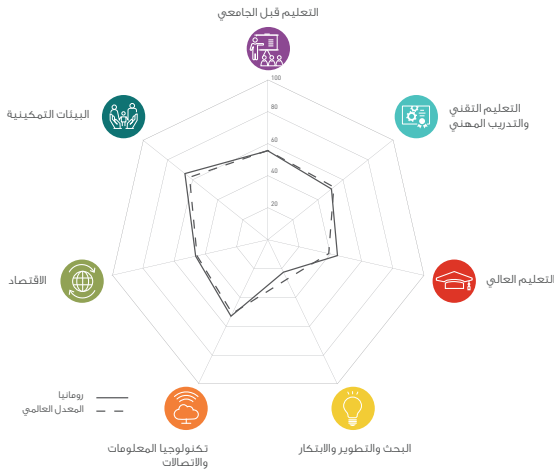 التعليم قبل الجامعي
التعليم التقني
والتدريب المهني
البيئات التمكينية
100
80
60
40
20
التعليم العالي
الاقتصاد
رومانيا
المعدل العالمي
البحث والتطوير والابتكار
تكنولوجيا المعلومات
والاتصالات